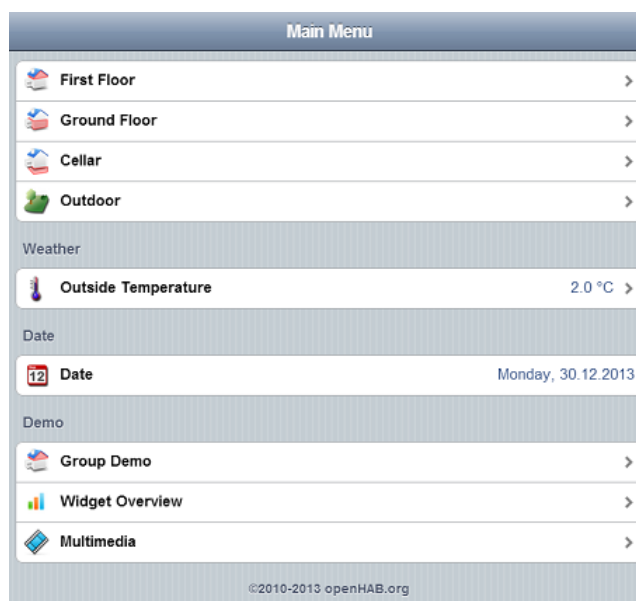 Main Menu
First Floor
Ground Floor
Cellar
Outdoor
Weather
Outside Temperature 2.0 °C
Date
12 Date Monday, 30.12.2013
Demo
Group Demo
Widget Overview
Multimedia
©2010-2013 openHAB.org